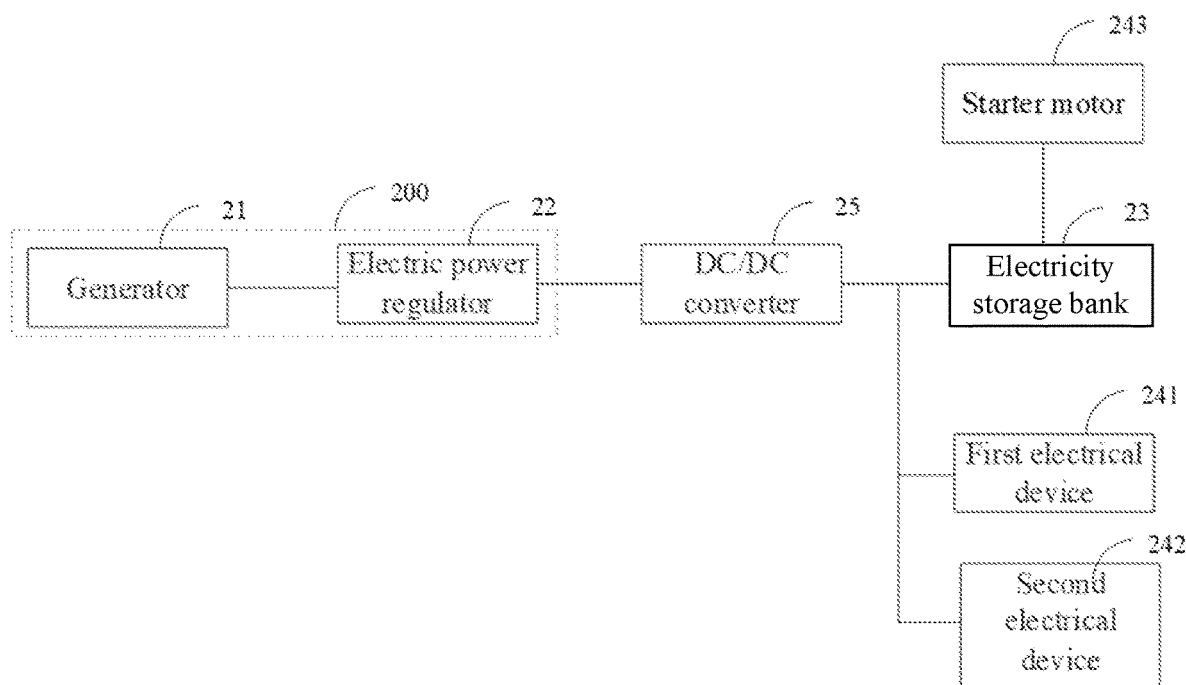 243
Starter motor
200
21
22
25
23
Generator
Electric power
regulator
DC/DC
converter
Electricity
storage bank
241
First electrical
device
242
Second
electrical
device